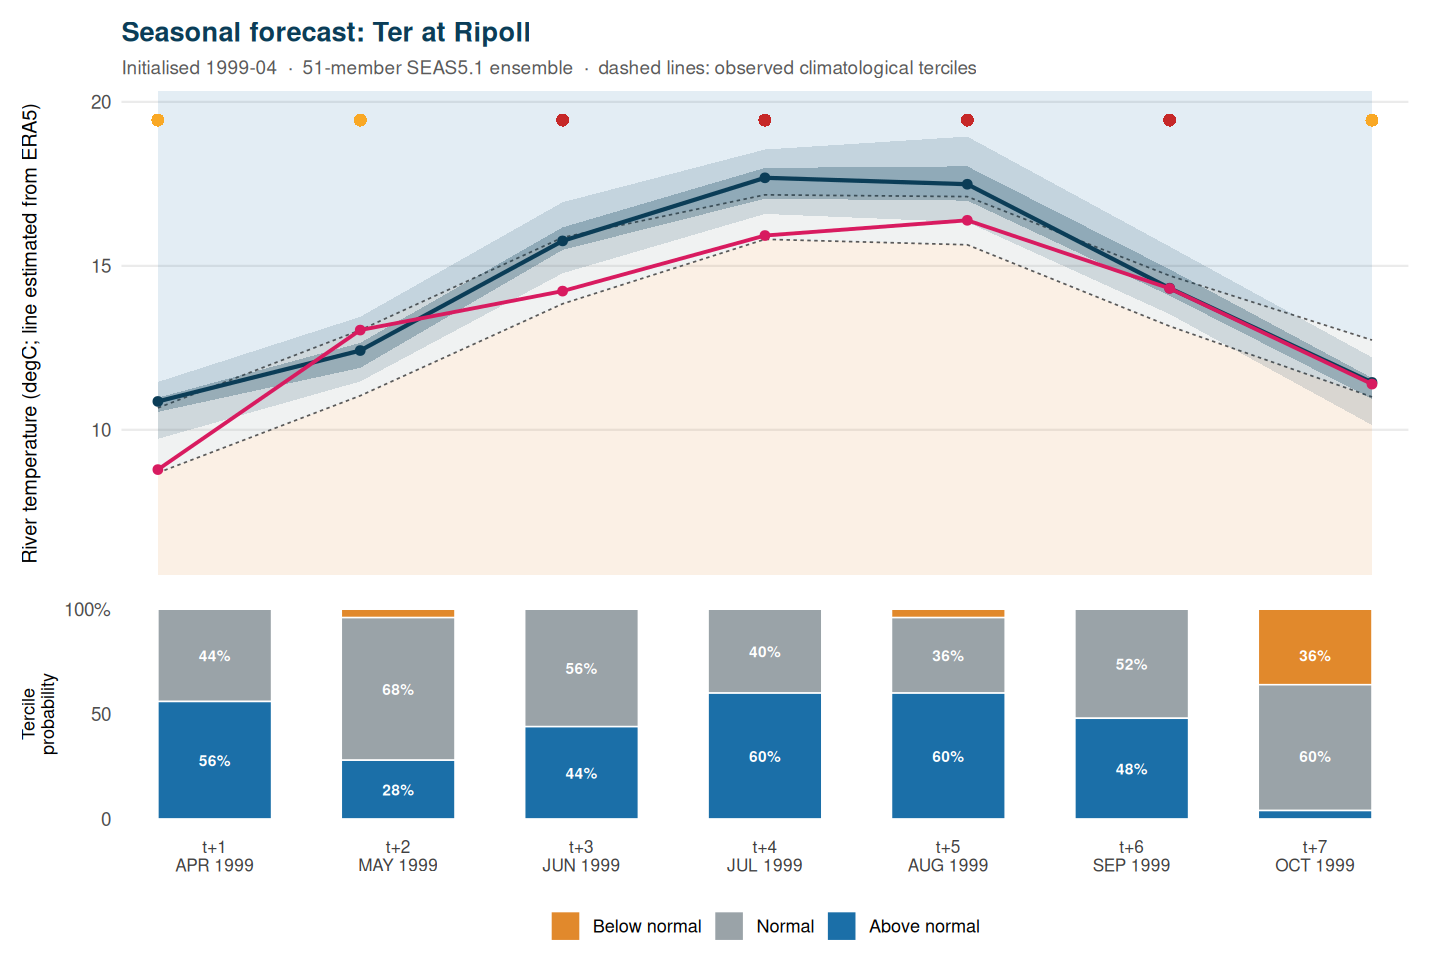 Seasonal forecast: Ter at Ripoll
Initialised 1999-04 · 51-member SEAS5.1 ensemble · dashed lines: observed climatological terciles
River temperature (degC; line estimated from ERA5)
20
15
10
Tercile
probability
100%
50
0
44%
56%
68%
28%
56%
44%
40%
60%
36%
60%
52%
48%
36%
60%
t+1
APR 1999
t+2
MAY 1999
t+3
JUN 1999
t+4
JUL 1999
t+5
AUG 1999
t+6
SEP 1999
t+7
OCT 1999
Below normal
Normal
Above normal